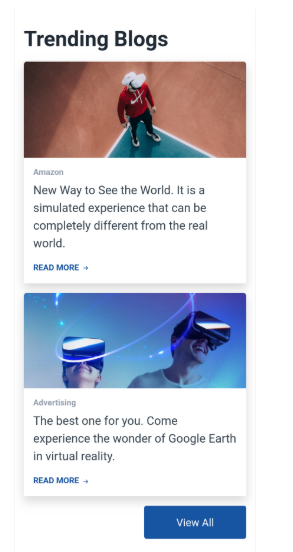 Trending Blogs
Amazon
New Way to See the World. It is a
simulated experience that can be
completely different from the real
world.
READ MORE →
Advertising
The best one for you. Come
experience the wonder of Google Earth
in virtual reality.
READ MORE →
View All